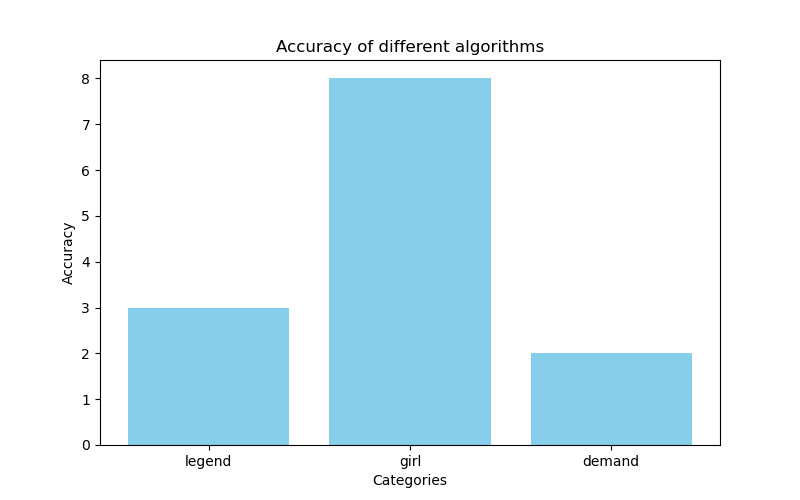 Accuracy of different algorithms
Accuracy
8
7
6
5
4
3
2
1
0
legend girl demand
Categories